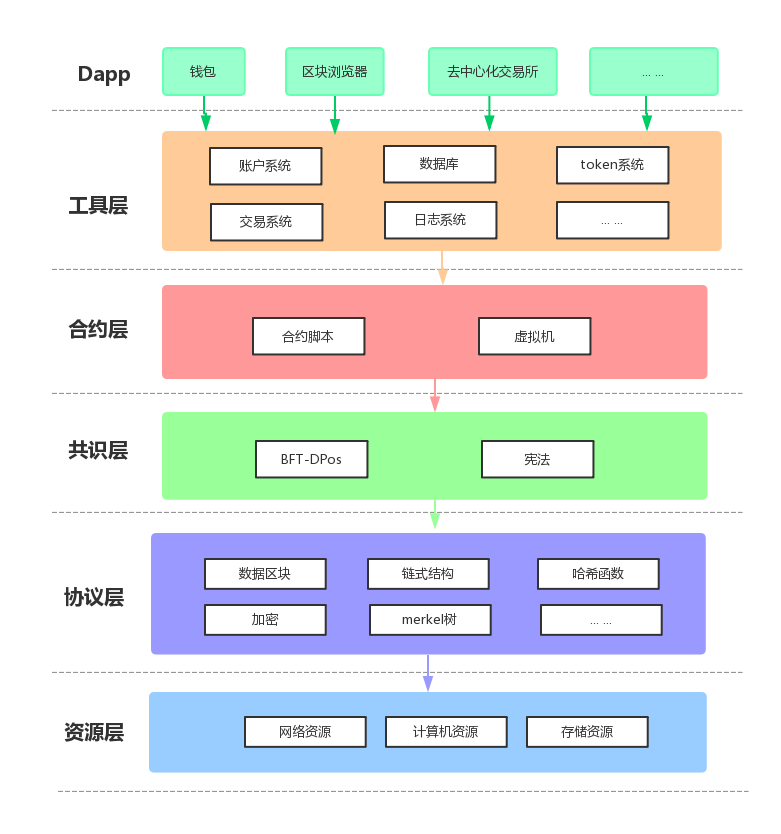 Dapp
钱包
区块浏览器
去中心化交易所
... ...
工具层
账户系统
数据库
token系统
交易系统
日志系统
... ...
合约层
合约脚本
虚拟机
共识层
BFT-DPos
宪法
协议层
数据区块
链式结构
哈希函数
加密
merkel树
... ...
资源层
网络资源
计算机资源
存储资源